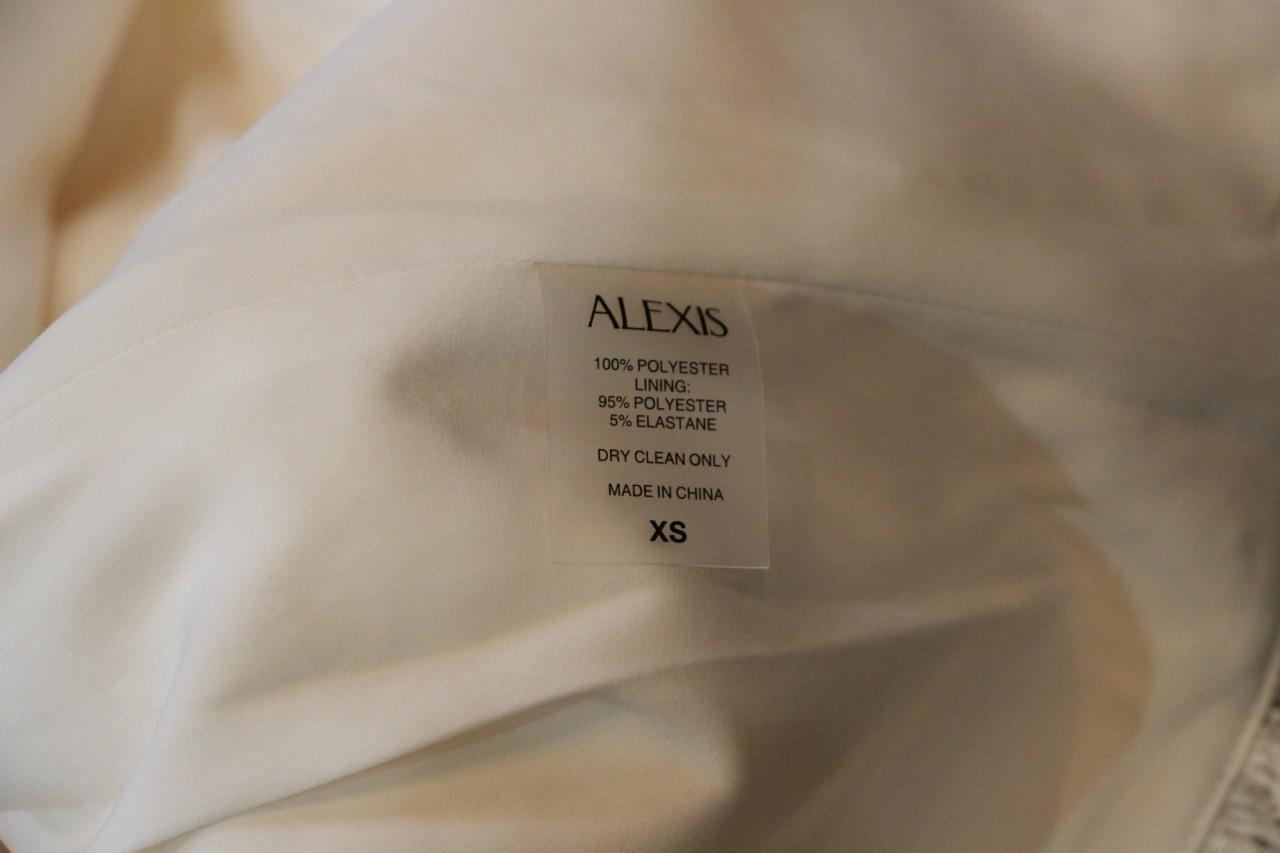 ALEXIS
100% POLYESTER
LINING:
95% POLYESTER
5% ELASTANE
DRY CLEAN ONLY
MADE IN CHINA
XS